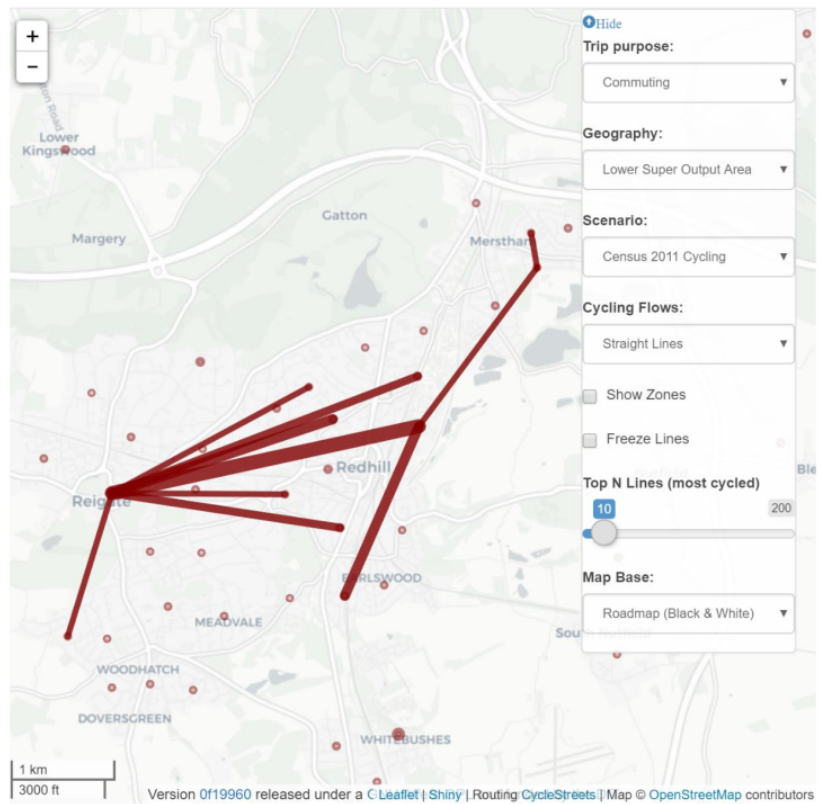 +
−
Hide
Trip purpose:
Commuting
Geography:
Lower Super Output Area
Scenario:
Census 2011 Cycling
Cycling Flows:
Straight Lines
Show Zones
Freeze Lines
Top N Lines (most cycled)
10
200
Map Base:
Roadmap (Black & White)
Lower
Kingswood
Margery
Gatton
Merstham
Redhill
Reigate
EARLSWOOD
MEADVALE
WOODHATCH
DOVERSGREEN
WHITEBUSHES
Ble
1 km
3000 ft
Version 0f19960 released under a
Leaflet | Shiny | Routing CycleStreets | Map © OpenStreetMap contributors